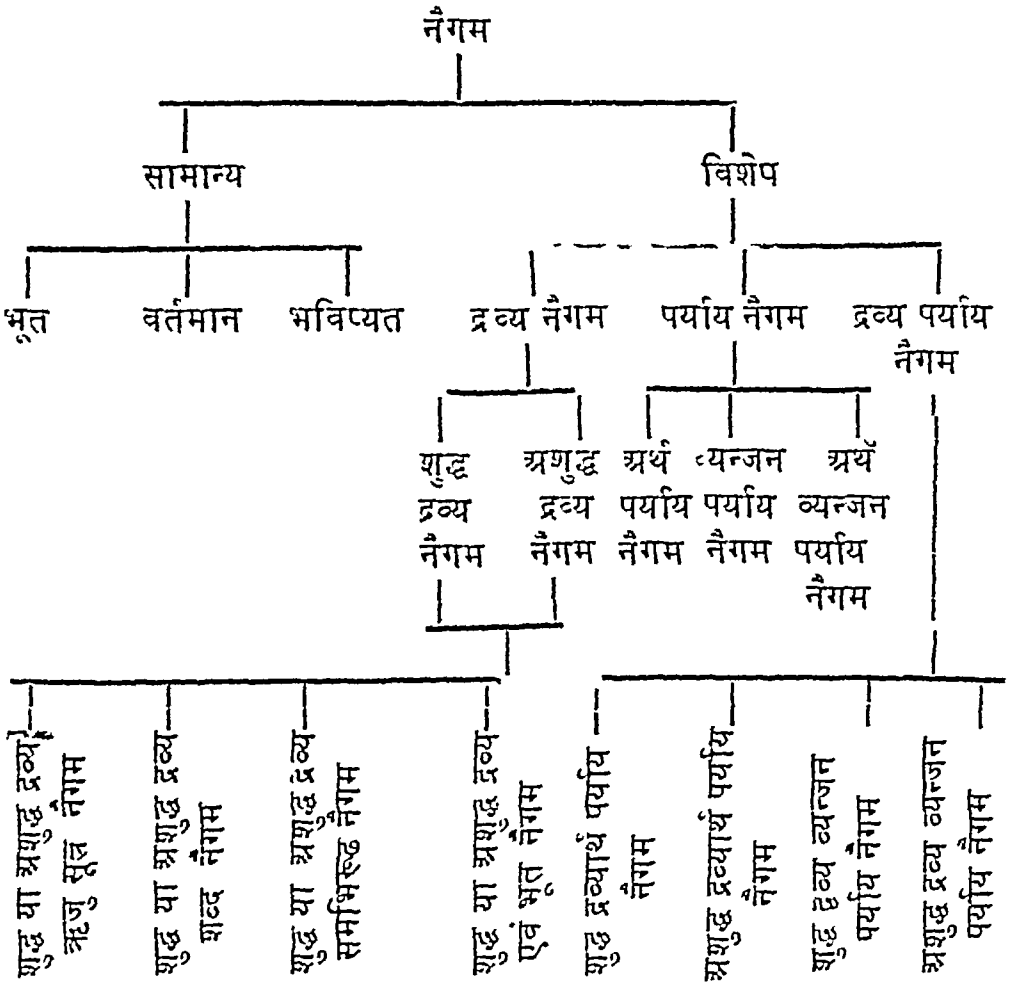 नैगम
सामान्य विशेप
भूत वर्तमान भविप्यत द्रव्य नैगम पर्याय नैगम द्रव्य पर्याय
नैगम
शुद्ध अशुद्ध अर्थ व्यन्जन अर्थ
द्रव्य द्रव्य पर्याय पर्याय व्यन्जन
नैगम नैगम नैगम नैगम पर्याय
नैगम
शुद्ध या अशुद्ध द्रव्य
ऋजु सूत्र नैगम
शुद्ध या अशुद्ध द्रव्य
शब्द नैगम
शुद्ध या अशुद्ध द्रव्य
समभिरुढ नैगम
शुद्ध या अशुद्ध द्रव्य
एवं भूत नैगम
शुद्ध द्रव्यार्थ पर्याय
नैगम
अशुद्ध द्रव्यार्थ पर्याय
नैगम
शुद्ध द्रव्य व्यन्जन
पर्याय नैगम
अशुद्ध द्रव्य व्यन्जन
पर्याय नैगम